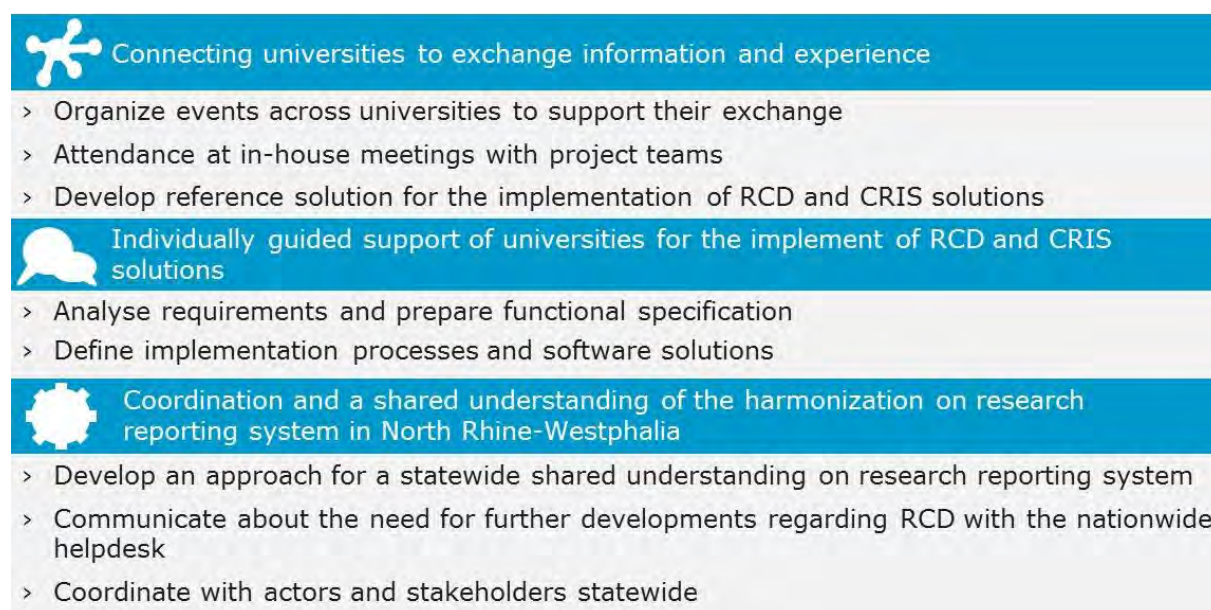 Connecting universities to exchange information and experience
› Organize events across universities to support their exchange
› Attendance at in-house meetings with project teams
› Develop reference solution for the implementation of RCD and CRIS solutions
Individually guided support of universities for the implement of RCD and CRIS
solutions
› Analyse requirements and prepare functional specification
› Define implementation processes and software solutions
Coordination and a shared understanding of the harmonization on research
reporting system in North Rhine-Westphalia
› Develop an approach for a statewide shared understanding on research reporting system
› Communicate about the need for further developments regarding RCD with the nationwide
helpdesk
› Coordinate with actors and stakeholders statewide